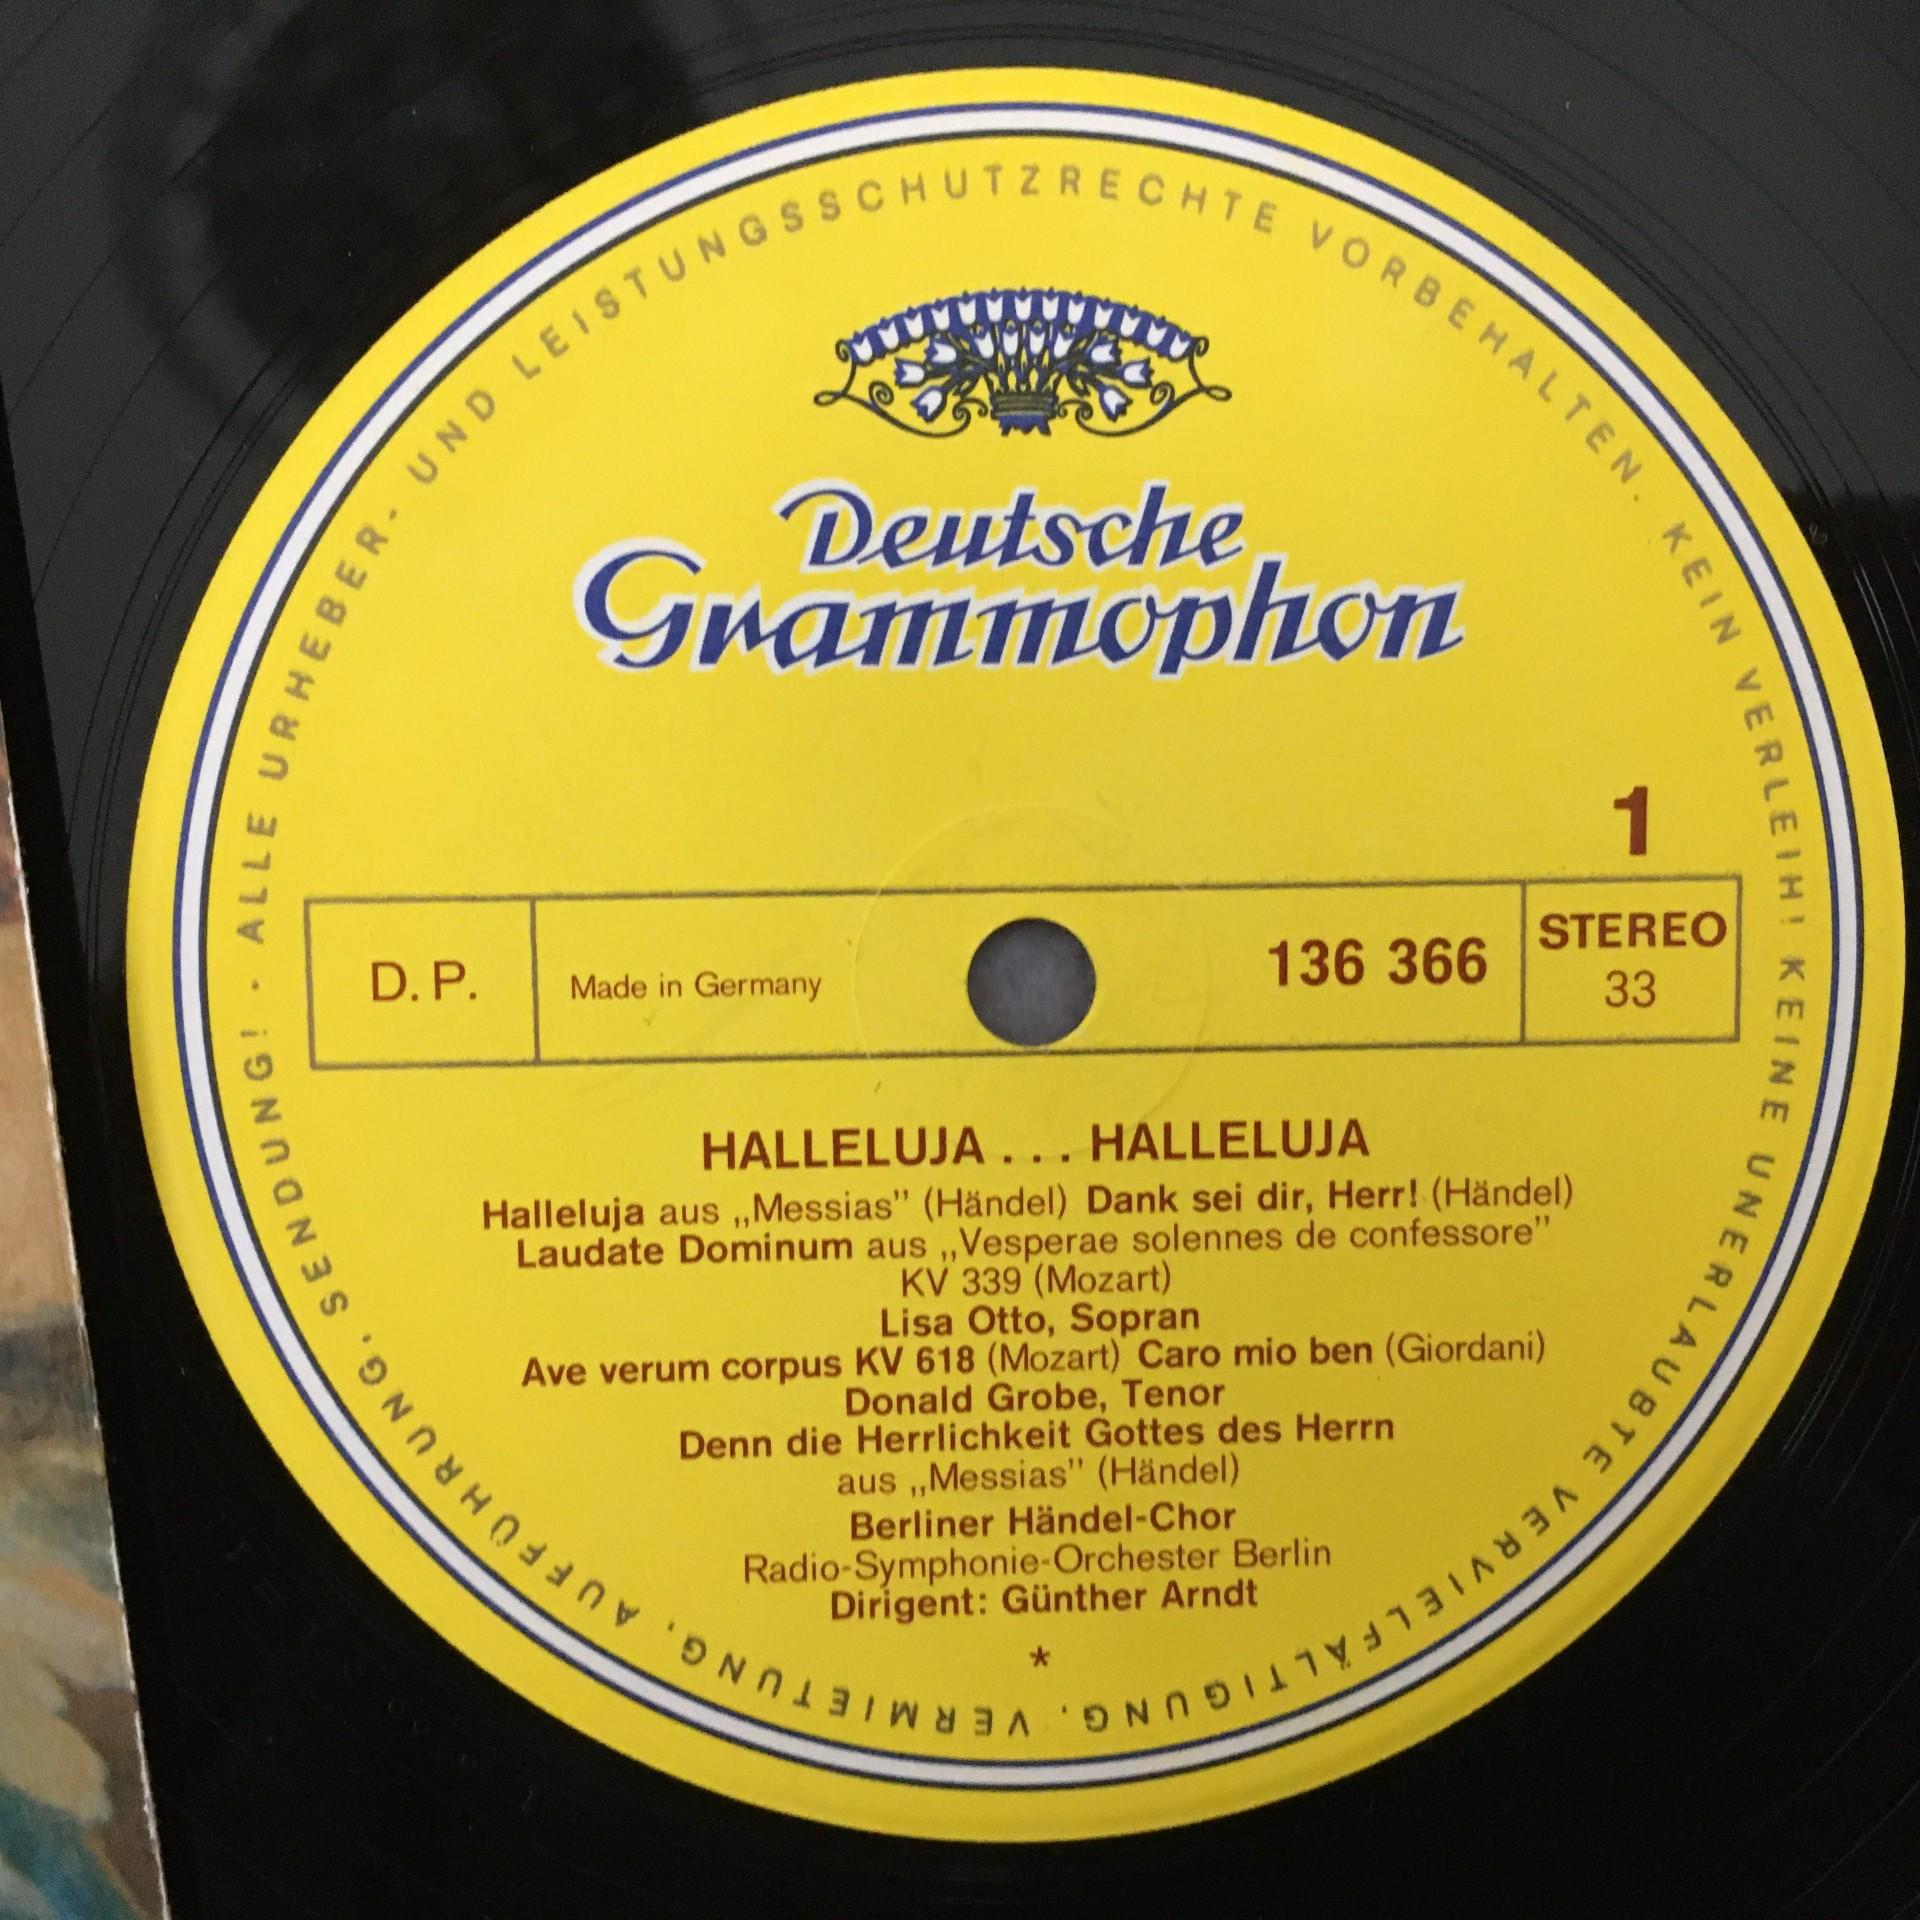 ALLE URHEBER- UND LEISTUNGSSCHUTZRECHTE VORBEHALTEN. KEIN VERLEIH! KEINE UNERLAUBTE VERVIELFÄLTIGUNG, VERMIETUNG, AUFFÜHRUNG, SENDUNG! ·
Deutsche
Grammophon
1
D. P.
Made in Germany
136 366
STEREO
33
HALLELUJA . . . HALLELUJA
Halleluja aus „Messias” (Händel) Dank sei dir, Herr! (Händel)
Laudate Dominum aus „Vesperae solennes de confessore”
KV 339 (Mozart)
Lisa Otto, Sopran
Ave verum corpus KV 618 (Mozart) Caro mio ben (Giordani)
Donald Grobe, Tenor
Denn die Herrlichkeit Gottes des Herrn
aus „Messias” (Händel)
Berliner Händel-Chor
Radio-Symphonie-Orchester Berlin
Dirigent: Günther Arndt
*